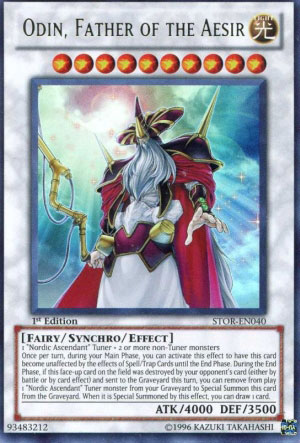 ODIN, FATHER OF THE AESIR
LIGHT
光
1st Edition
STOR-EN040
[FAIRY/SYNCHRO/EFFECT]
1 "Nordic Ascendant" Tuner + 2 or more non-Tuner monsters
Once per turn, during your Main Phase, you can activate this effect to have this card
become unaffected by the effects of Spell/Trap Cards until the End Phase. During the End
Phase, if this face-up card on the field was destroyed by your opponent's card (either by
battle or by card effect) and sent to the Graveyard this turn, you can remove from play
1 "Nordic Ascendant" Tuner monster from your Graveyard to Special Summon this card
from the Graveyard. When it is Special Summoned by this effect, you can draw 1 card.
ATK/4000 DEF/3500
93483212
©1996 KAZUKI TAKAHASHI